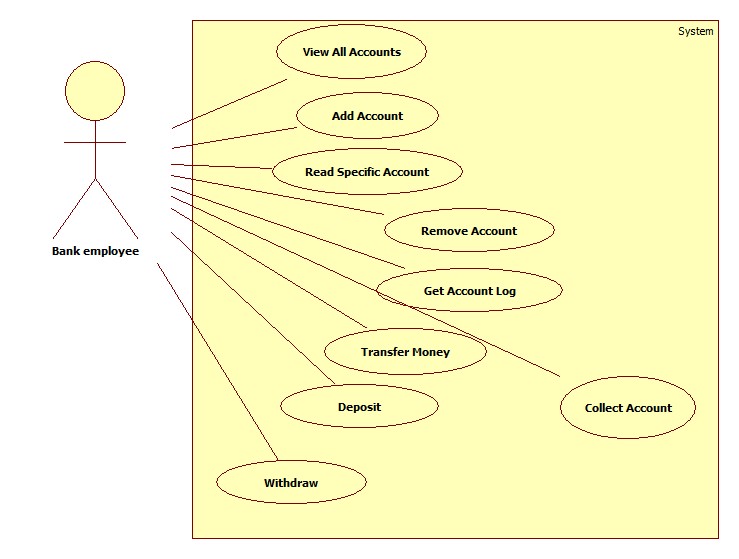 System
View All Accounts
Add Account
Read Specific Account
Remove Account
Bank employee
Get Account Log
Transfer Money
Deposit
Collect Account
Withdraw